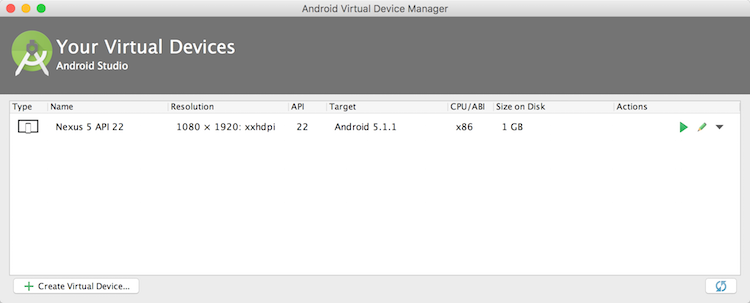 Android Virtual Device Manager
Your Virtual Devices
Android Studio
Type Name Resolution API Target CPU/ABI Size on Disk Actions
Nexus 5 API 22 1080 × 1920: xxhdpi 22 Android 5.1.1 x86 1 GB
Create Virtual Device...